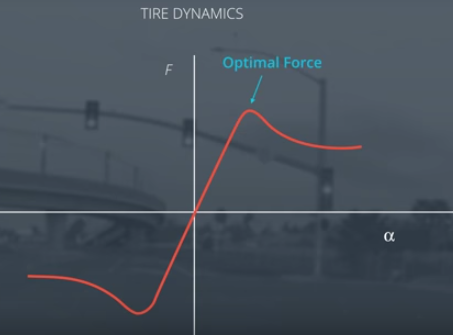 TIRE DYNAMICS
Optimal Force
F
α